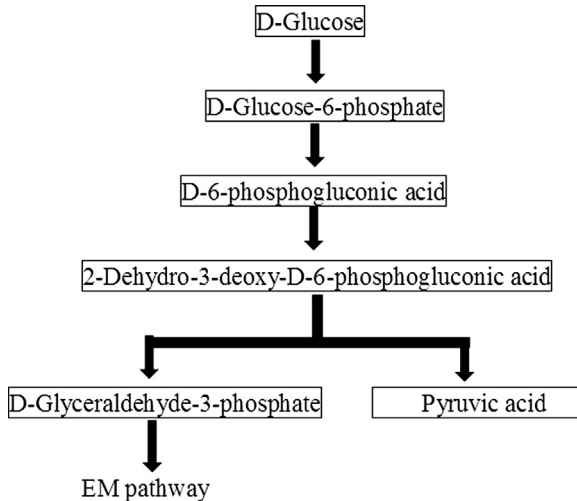 D-Glucose
D-Glucose-6-phosphate
D-6-phosphogluconic acid
2-Dehydro-3-deoxy-D-6-phosphogluconic acid
D-Glyceraldehyde-3-phosphate
Pyruvic acid
EM pathway